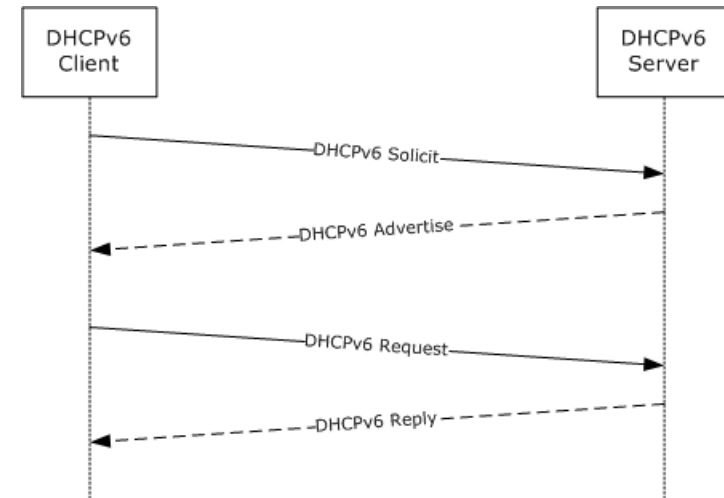 DHCPv6
Client
DHCPv6
Server
DHCPv6 Solicit
DHCPv6 Advertise
DHCPv6 Request
DHCPv6 Reply